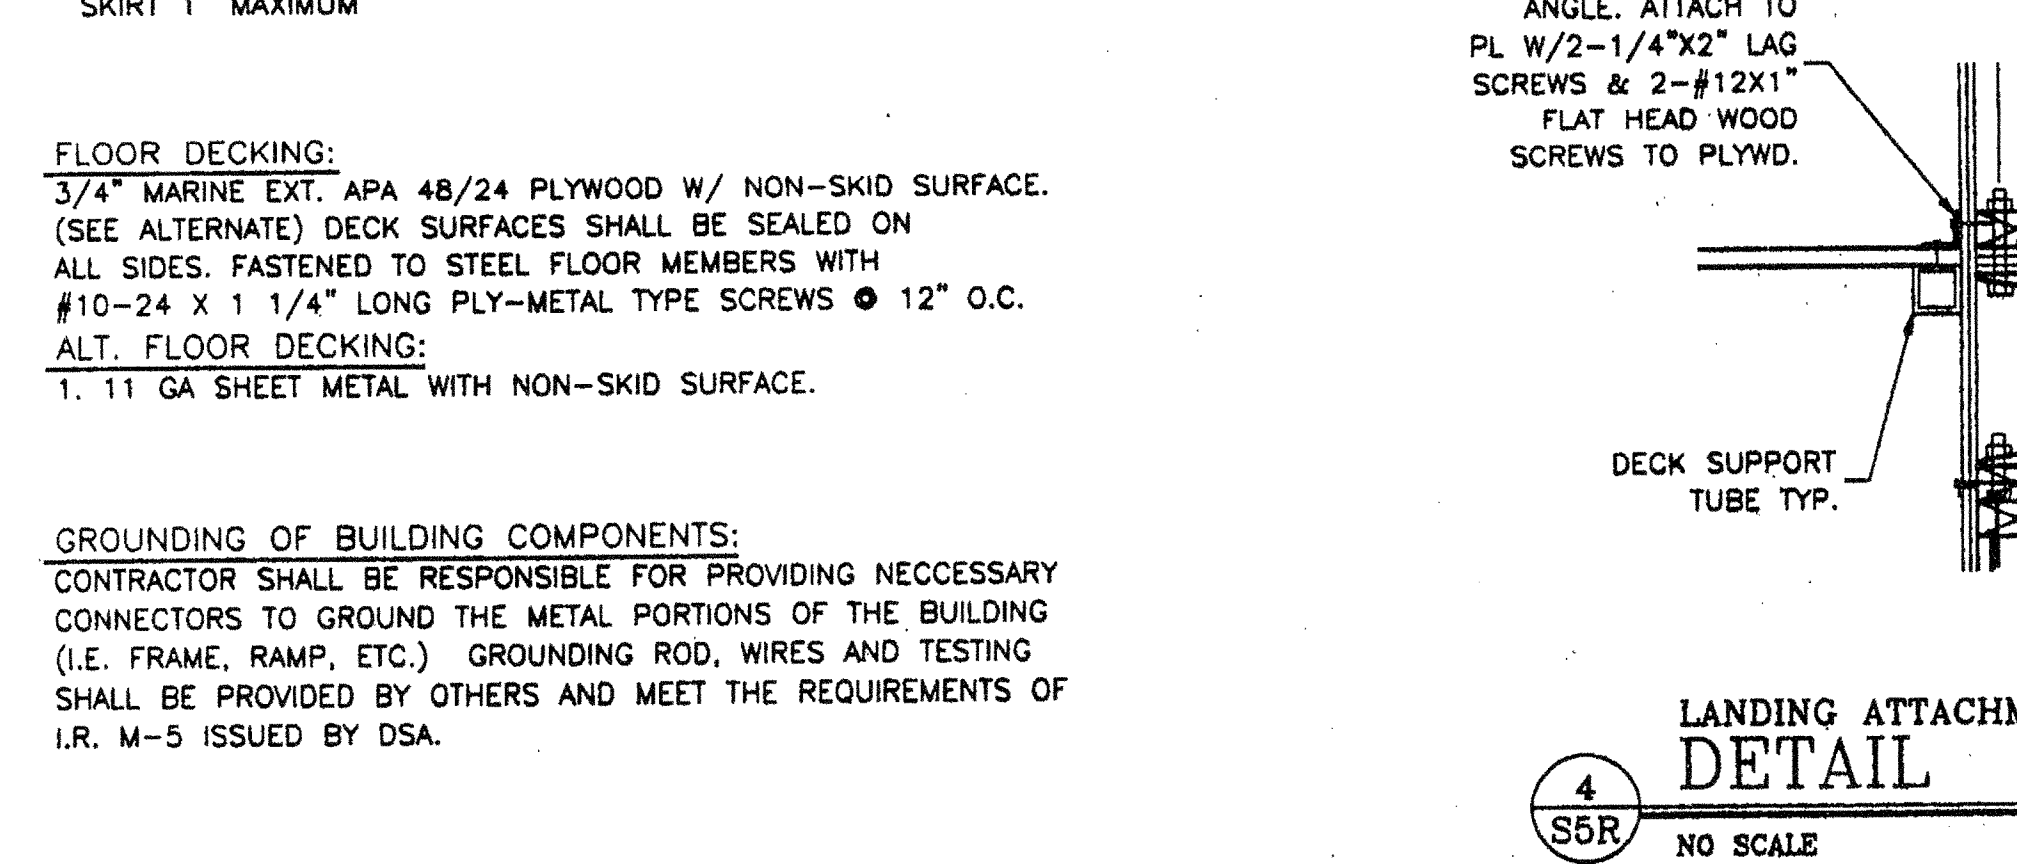 SKIRT 1" MAXIMUM
FLOOR DECKING:
3/4" MARINE EXT. APA 48/24 PLYWOOD W/ NON-SKID SURFACE.
(SEE ALTERNATE) DECK SURFACES SHALL BE SEALED ON
ALL SIDES. FASTENED TO STEEL FLOOR MEMBERS WITH
#10-24 X 1 1/4" LONG PLY-METAL TYPE SCREWS @ 12" O.C.
ALT. FLOOR DECKING:
1. 11 GA SHEET METAL WITH NON-SKID SURFACE.
GROUNDING OF BUILDING COMPONENTS:
CONTRACTOR SHALL BE RESPONSIBLE FOR PROVIDING NECCESSARY
CONNECTORS TO GROUND THE METAL PORTIONS OF THE BUILDING
(I.E. FRAME, RAMP, ETC.) GROUNDING ROD, WIRES AND TESTING
SHALL BE PROVIDED BY OTHERS AND MEET THE REQUIREMENTS OF
I.R. M-5 ISSUED BY DSA.
ANGLE. ATTACH TO
PL W/2-1/4"X2" LAG
SCREWS & 2-#12X1"
FLAT HEAD WOOD
SCREWS TO PLYWD.
DECK SUPPORT
TUBE TYP.
LANDING ATTACHM
DETAIL
4
S5R
NO SCALE